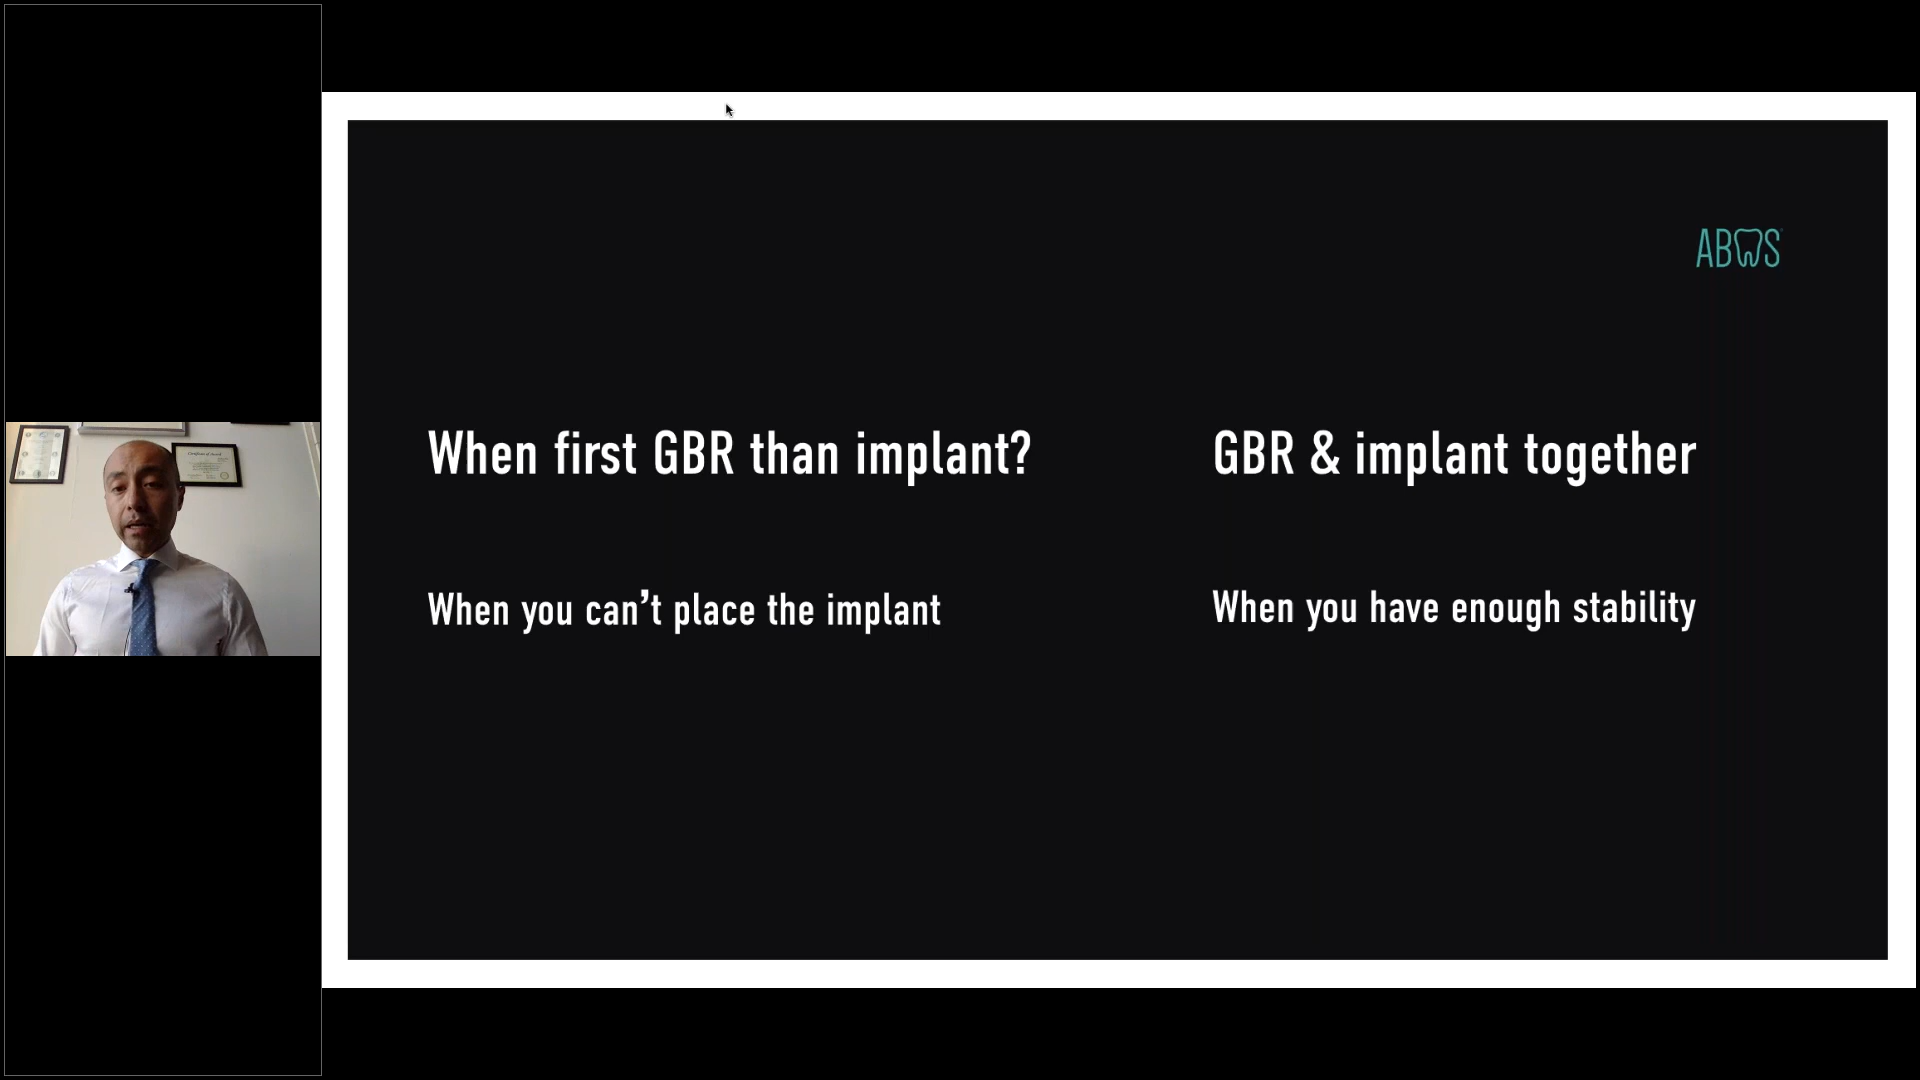 ABOS
When first GBR than implant?
GBR & implant together
When you can’t place the implant
When you have enough stability